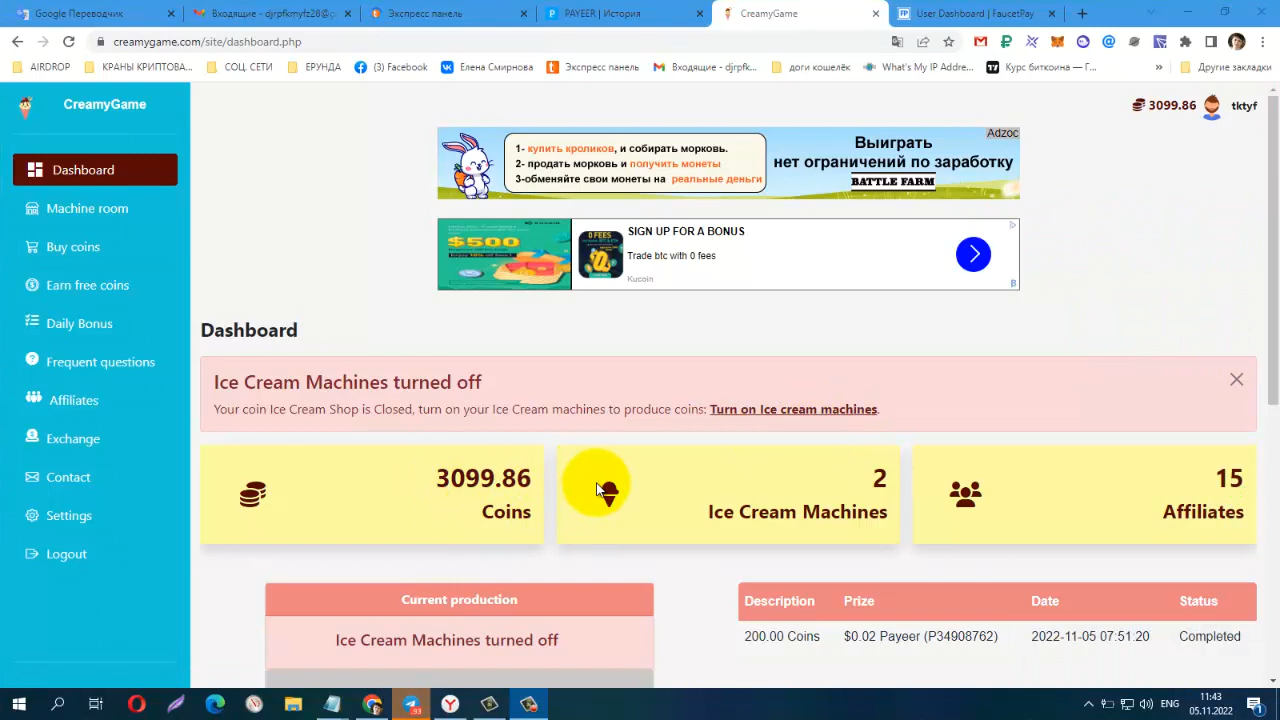 Google Переводчик
Входящие - djrpfkmyfz28@g
Экспресс панель
PAYEER | История
CreamyGame
User Dashboard | FaucetPay
creamygame.com/site/dashboard.php
AIRDROP
КРАНЫ КРИПТОВА...
СОЦ. СЕТИ
ЕРУНДА
(3) Facebook
Елена Смирнова
Экспресс панель
Входящие - djrpfk...
доги кошелёк
What's My IP Addre...
Курс биткоина — Г...
»
Другие закладки
CreamyGame
3099.86
tktyf
Dashboard
Machine room
Buy coins
Earn free coins
Daily Bonus
Frequent questions
Affiliates
Exchange
Contact
Settings
Logout
1- купить кроликов, и собирать морковь.
2- продать морковь и получить монеты
3-обменяйте свои монеты на реальные деньги
Выиграть
нет ограничений по заработку
BATTLE FARM
Adzoc
$500
0 FEES
SIGN UP FOR A BONUS
Trade btc with 0 fees
Kucoin
Dashboard
Ice Cream Machines turned off
Your coin Ice Cream Shop is Closed, turn on your Ice Cream machines to produce coins: Turn on Ice cream machines.
3099.86
Coins
2
Ice Cream Machines
15
Affiliates
Current production
Ice Cream Machines turned off
Description Prize Date Status
200.00 Coins $0.02 Payeer (P34908762) 2022-11-05 07:51:20 Completed
93
ENG
11:43
05.11.2022